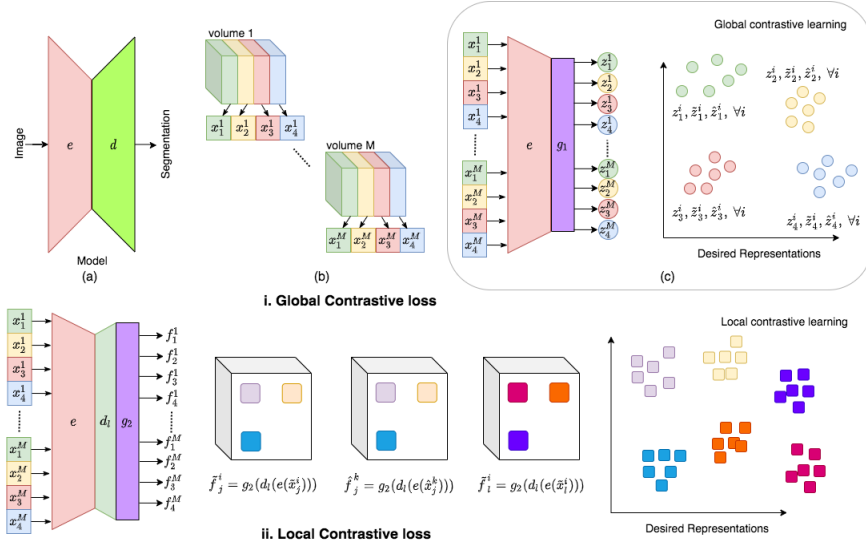 Image
e
d
Segmentation
Model
(a)
volume 1
x_1^1 x_2^1 x_3^1 x_4^1
volume M
x_1^M x_2^M x_3^M x_4^M
(b)
x_1^1
x_2^1
x_3^1
x_4^1
x_1^M
x_2^M
x_3^M
x_4^M
e
g_1
z_1^1
z_2^1
z_3^1
z_4^1
z_1^M
z_2^M
z_3^M
z_4^M
(c)
Global contrastive learning
z_2^i, z̃_2^i, ẑ_2^i, ∀i
z_1^i, z̃_1^i, ẑ_1^i, ∀i
z_3^i, z̃_3^i, ẑ_3^i, ∀i
z_4^i, z̃_4^i, ẑ_4^i, ∀i
Desired Representations
i. Global Contrastive loss
x_1^1
x_2^1
x_3^1
x_4^1
x_1^M
x_2^M
x_3^M
x_4^M
e
d_l
g_2
f_1^1
f_2^1
f_3^1
f_4^1
f_1^M
f_2^M
f_3^M
f_4^M
f̃_j^i = g_2(d_l(e(x̃_j^i)))
f̂_j^k = g_2(d_l(e(x̂_j^k)))
f̃_l^i = g_2(d_l(e(x̃_l^i)))
Local contrastive learning
Desired Representations
ii. Local Contrastive loss